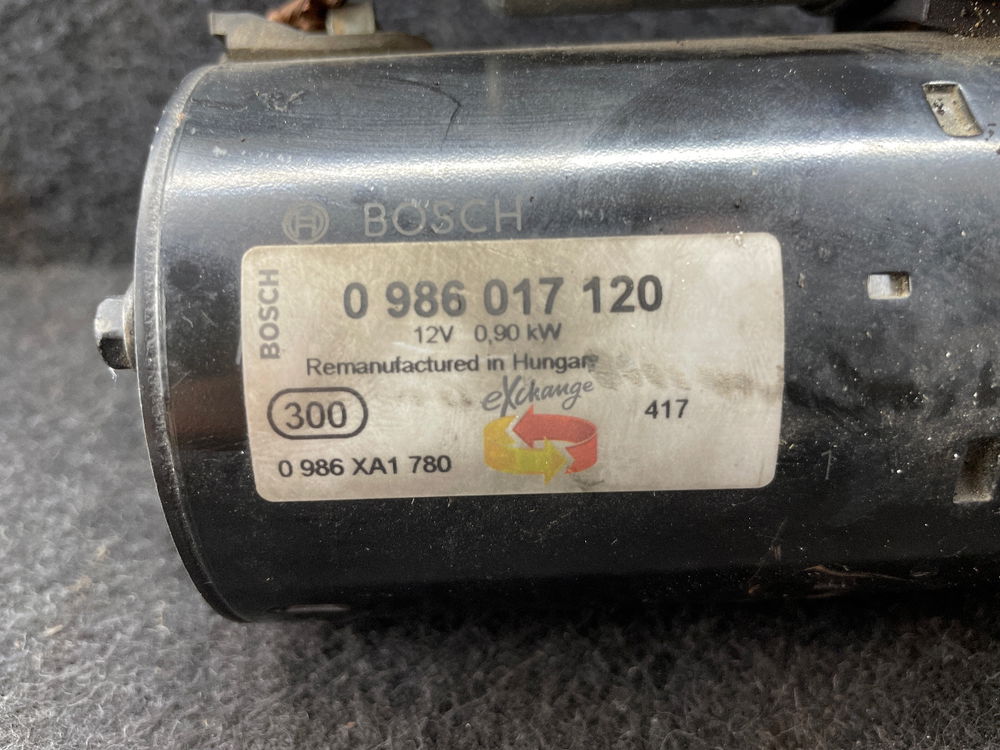 BOSCH
BOSCH
0 986 017 120
12V 0,90 kW
Remanufactured in Hungary
eXchange
300
417
0 986 XA1 780